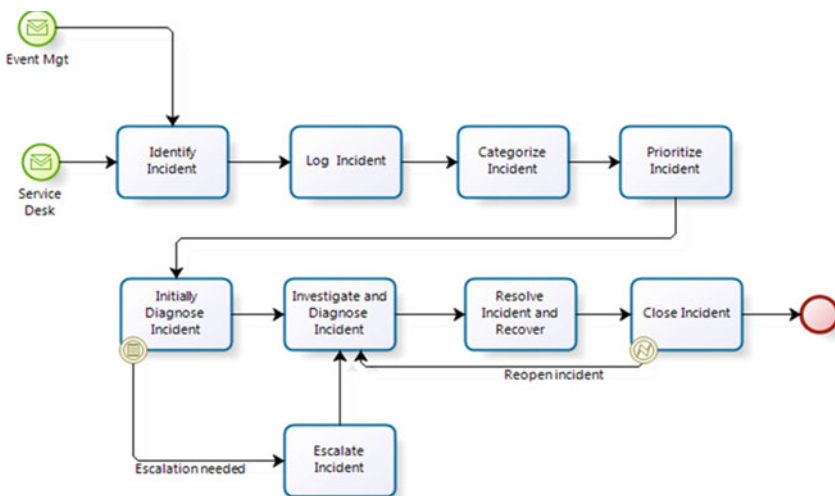 Event Mgt
Service
Desk
Identify
Incident
Log Incident
Categorize
Incident
Prioritize
Incident
Initially
Diagnose
Incident
Investigate and
Diagnose
Incident
Resolve
Incident and
Recover
Close Incident
Reopen incident
Escalation needed
Escalate
Incident